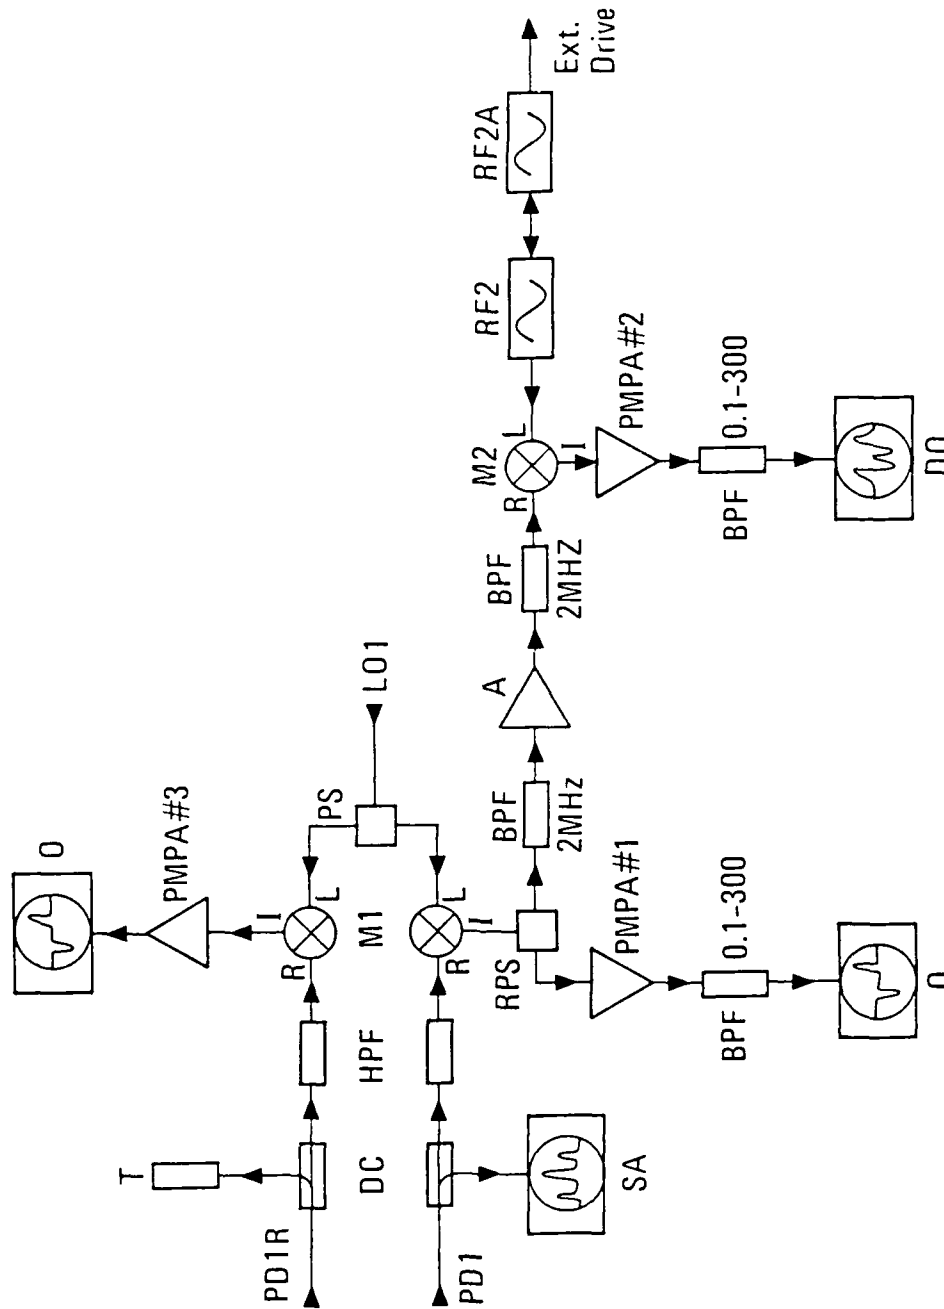 O
PMPA#3
T
PD1R
R
I
L
PS
LO1
DC
HPF
M1
PD1
R
L
I
SA
RPS
PMPA#1
BPF
0.1-300
O
BPF
2MHz
A
BPF
2MHZ
M2
R
L
I
RF2
RF2A
Ext.
Drive
PMPA#2
BPF
0.1-300
DO